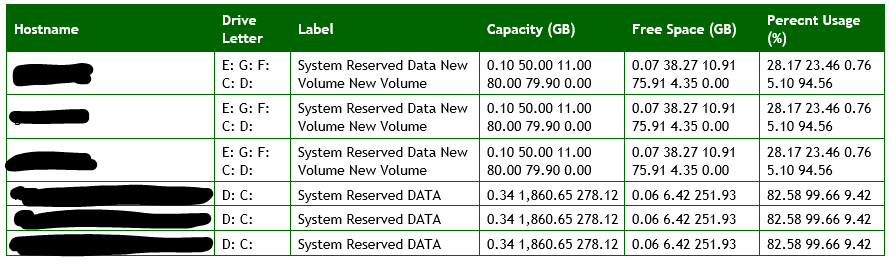 Hostname Drive Letter Label Capacity (GB) Free Space (GB) Perecnt Usage (%)
E: G: F: System Reserved Data New 0.10 50.00 11.00 0.07 38.27 10.91 28.17 23.46 0.76
C: D: Volume New Volume 80.00 79.90 0.00 75.91 4.35 0.00 5.10 94.56
E: G: F: System Reserved Data New 0.10 50.00 11.00 0.07 38.27 10.91 28.17 23.46 0.76
C: D: Volume New Volume 80.00 79.90 0.00 75.91 4.35 0.00 5.10 94.56
E: G: F: System Reserved Data New 0.10 50.00 11.00 0.07 38.27 10.91 28.17 23.46 0.76
C: D: Volume New Volume 80.00 79.90 0.00 75.91 4.35 0.00 5.10 94.56
D: C: System Reserved DATA 0.34 1,860.65 278.12 0.06 6.42 251.93 82.58 99.66 9.42
D: C: System Reserved DATA 0.34 1,860.65 278.12 0.06 6.42 251.93 82.58 99.66 9.42
D: C: System Reserved DATA 0.34 1,860.65 278.12 0.06 6.42 251.93 82.58 99.66 9.42